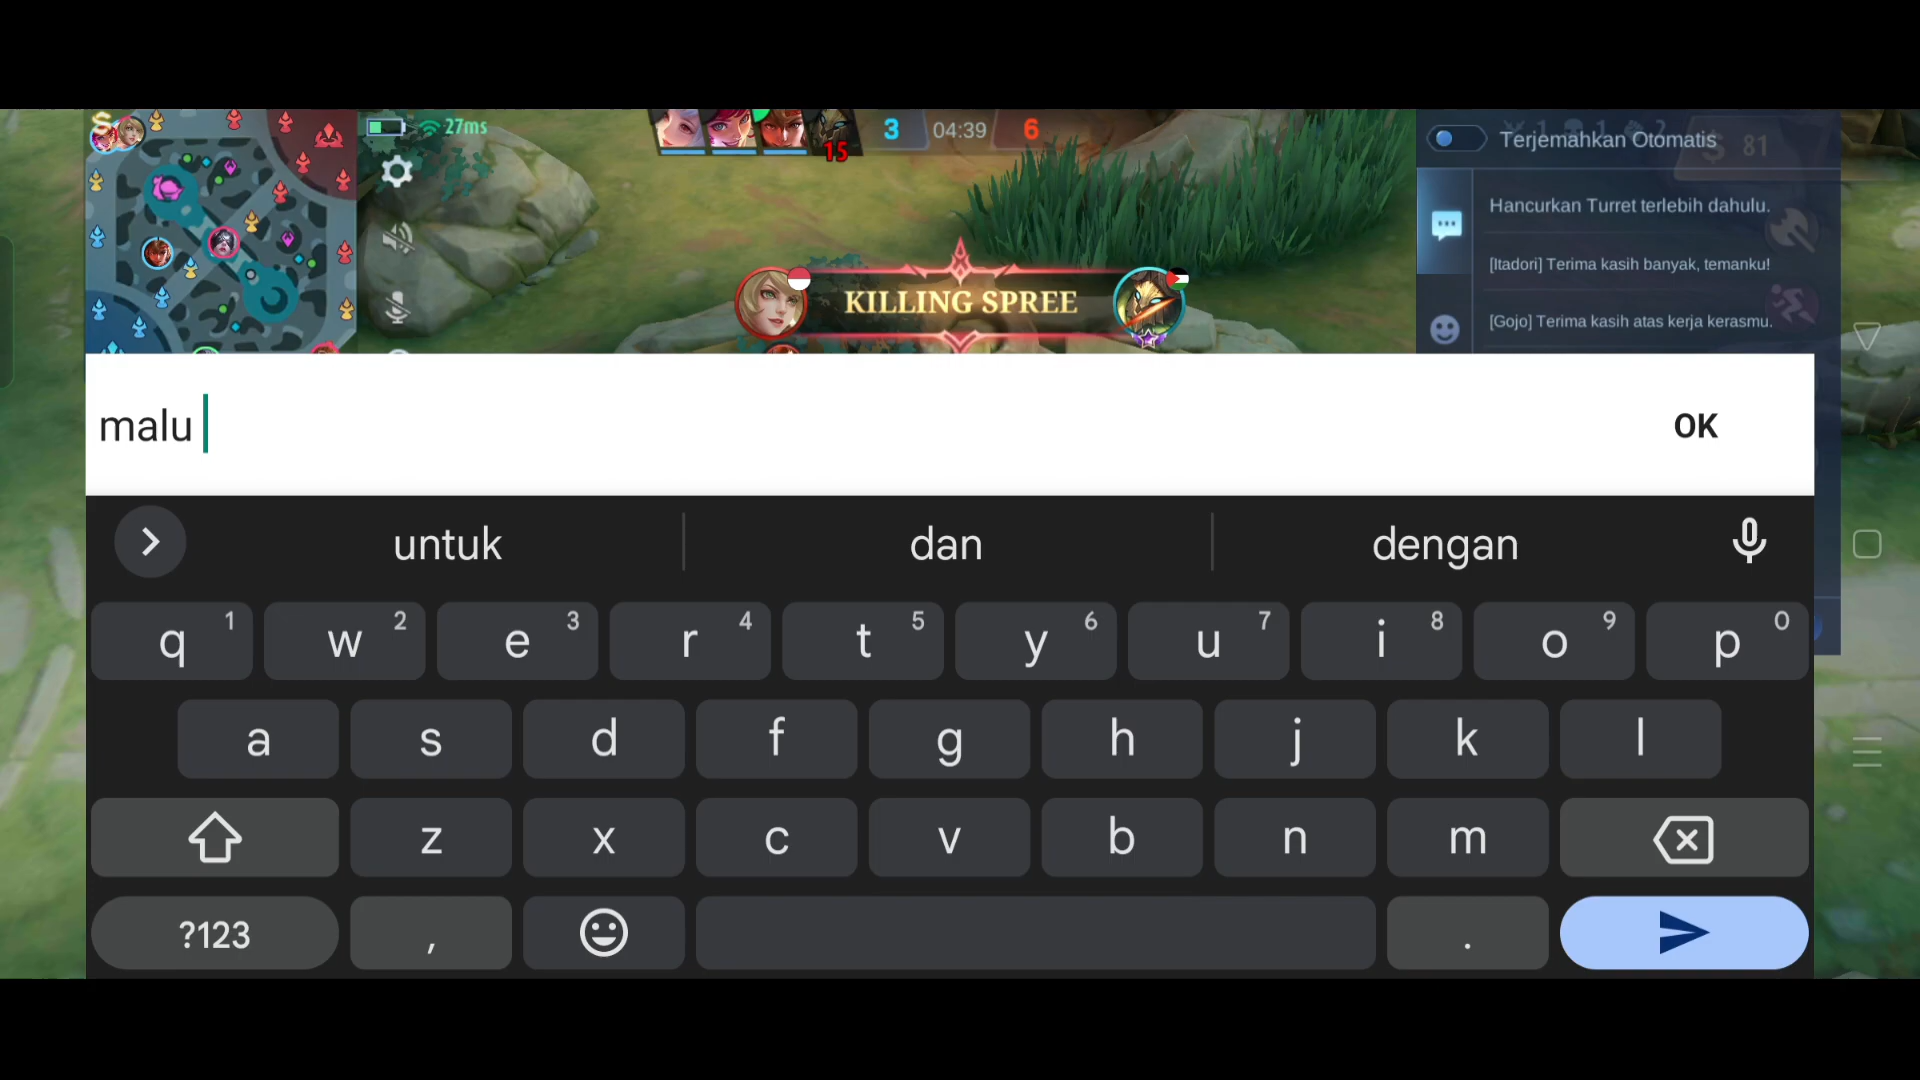 27ms
15
3 04:39 6
Terjemahkan Otomatis
81
Hancurkan Turret terlebih dahulu.
[Itadori] Terima kasih banyak, temanku!
[Gojo] Terima kasih atas kerja kerasmu.
KILLING SPREE
malu
OK
untuk dan dengan
q 1 w 2 e 3 r 4 t 5 y 6 u 7 i 8 o 9 p 0
a s d f g h j k l
z x c v b n m
?123 , .